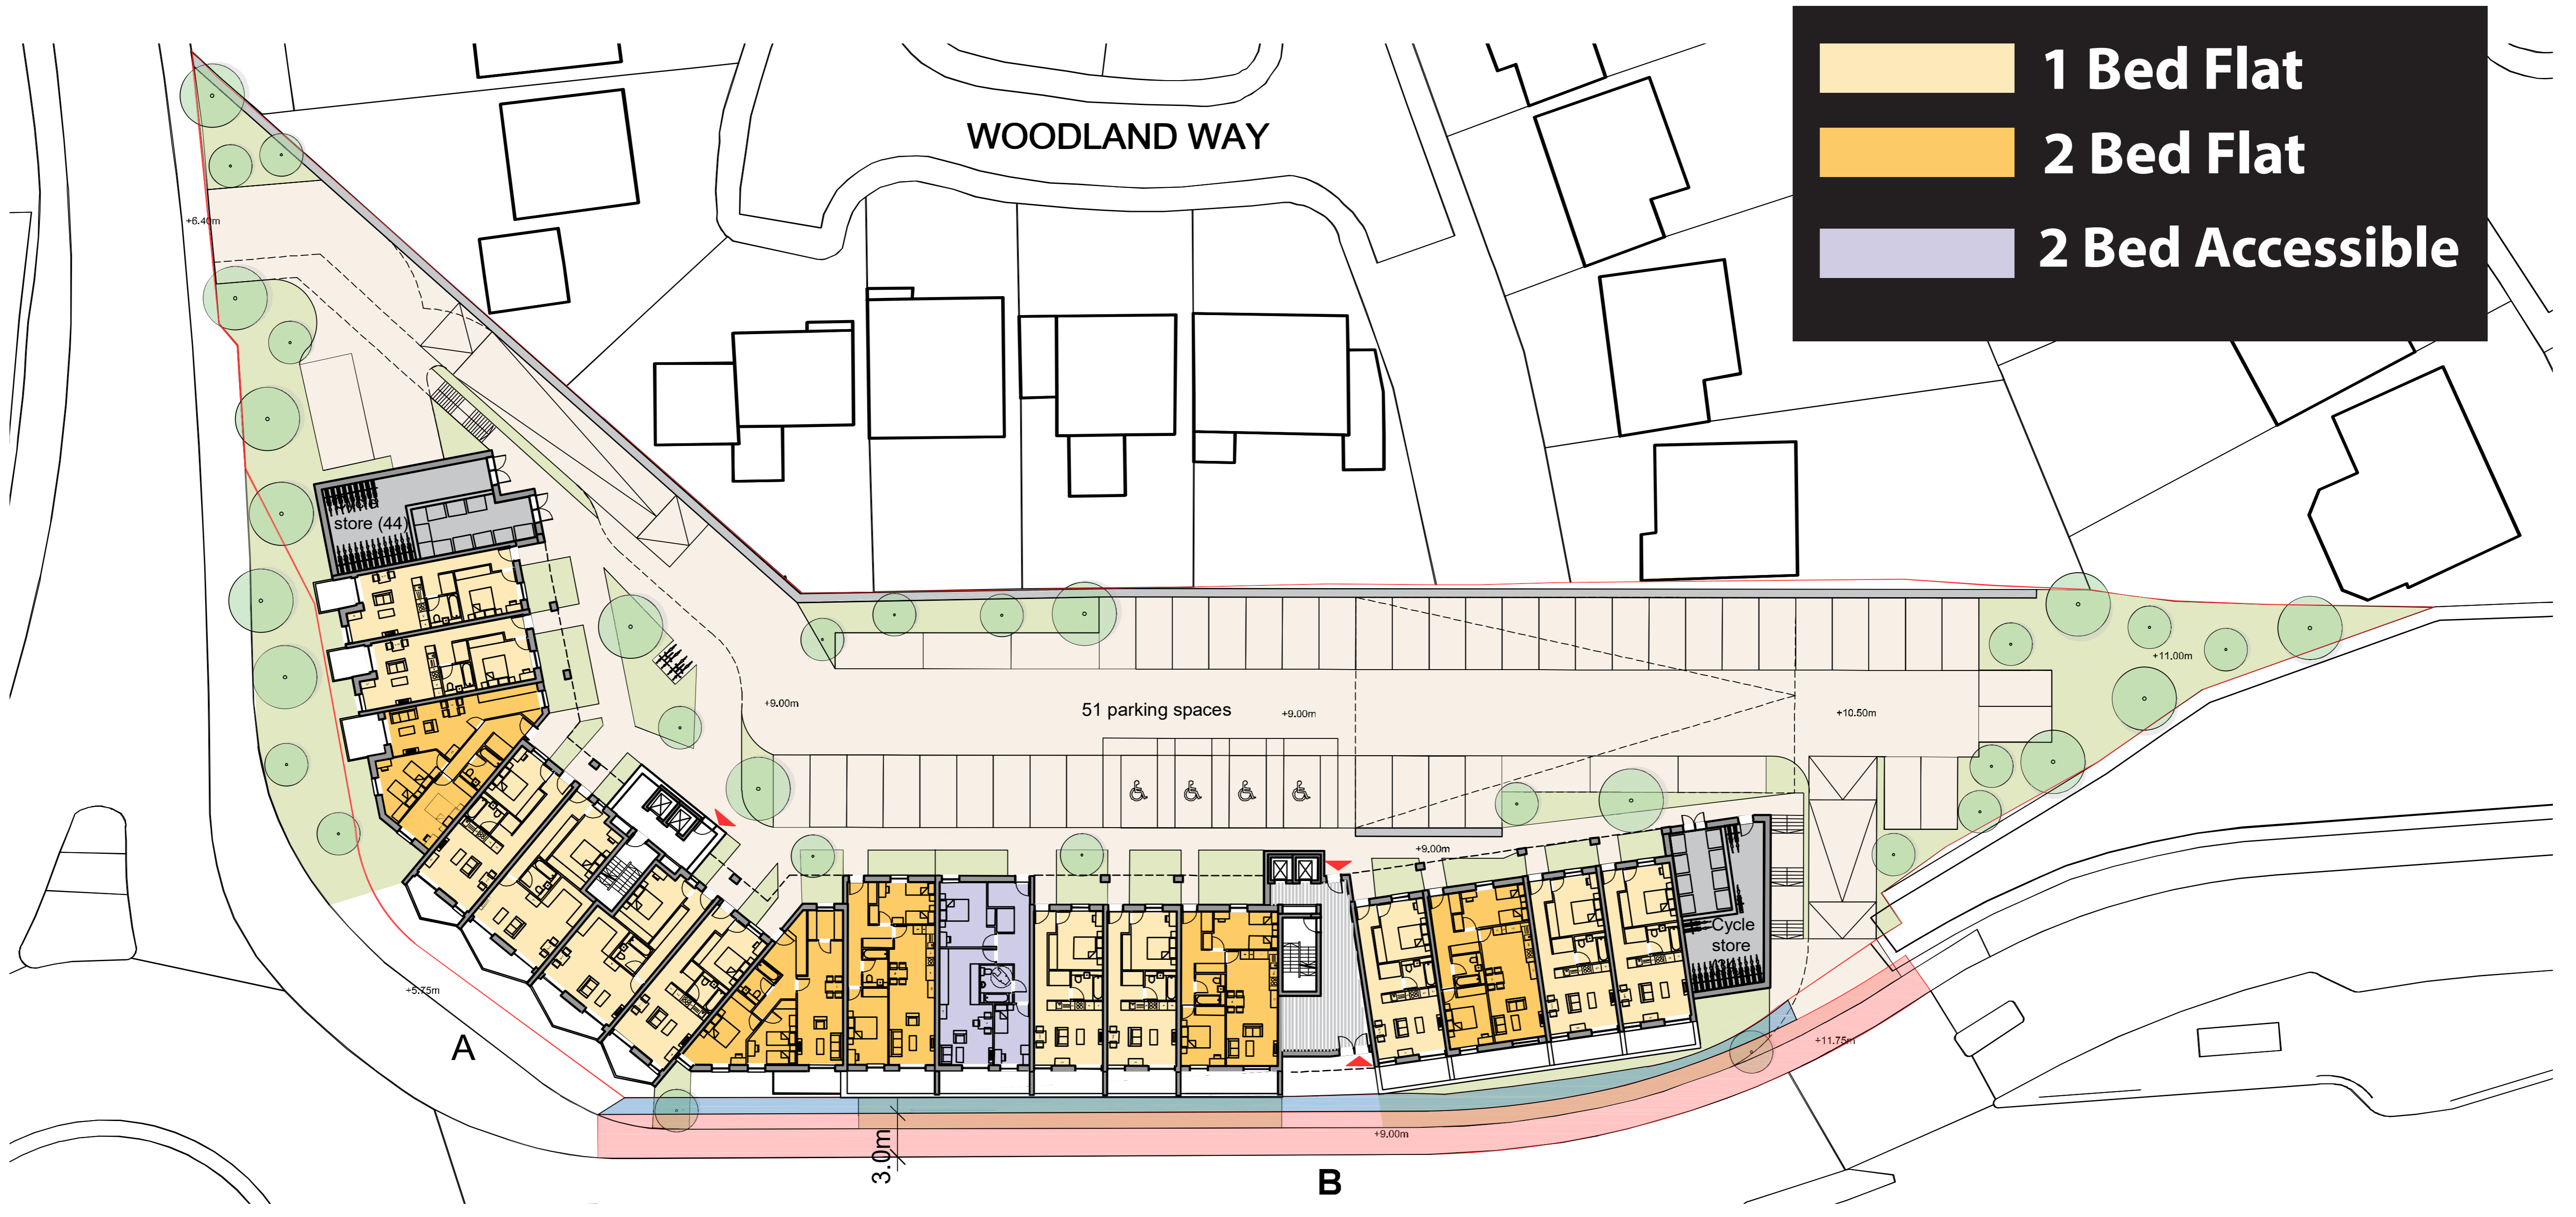 1 Bed Flat
2 Bed Flat
2 Bed Accessible
WOODLAND WAY
+6.40m
store (44)
+11.00m
+9.00m
51 parking spaces
+9.00m
+10.50m
+9.00m
Cycle
store
+5.75m
A
+11.75m
+9.00m
3.0m
B